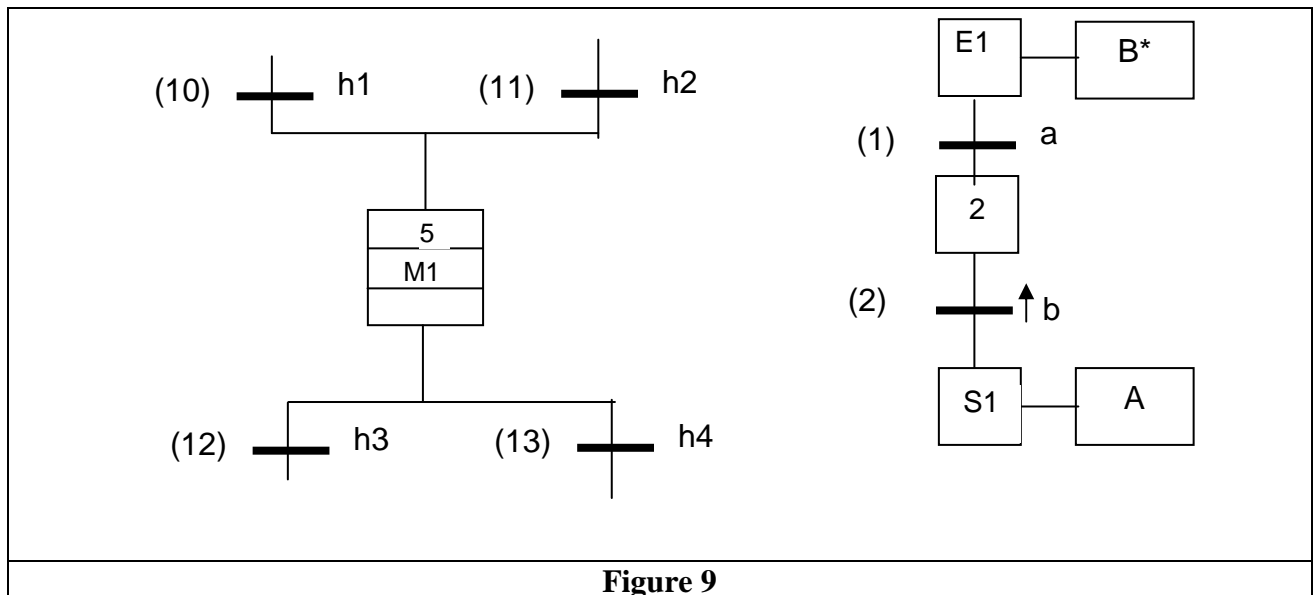 (10) h1 (11) h2
5
M1
(12) h3 (13) h4
E1 B*
(1) a
2
(2) ↑ b
S1 A
Figure 9